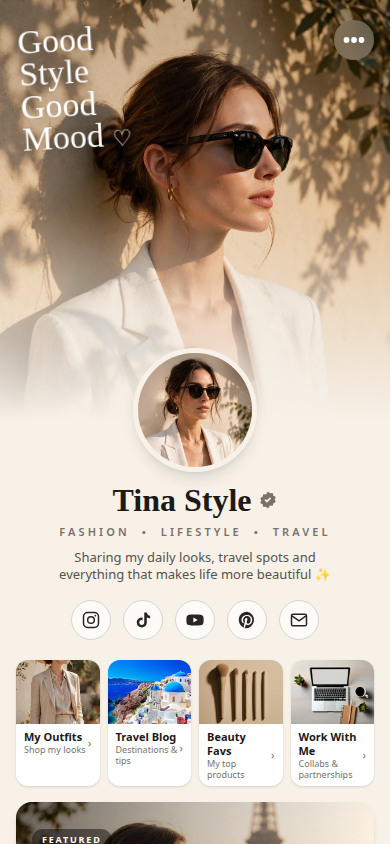 Good
Style
Good
Mood ♡
Tina Style
FASHION • LIFESTYLE • TRAVEL
Sharing my daily looks, travel spots and
everything that makes life more beautiful ✨
My Outfits
Shop my looks ›
Travel Blog
Destinations & ›
tips
Beauty
Favs
My top ›
products
Work With
Me
Collabs & ›
partnerships
FEATURED